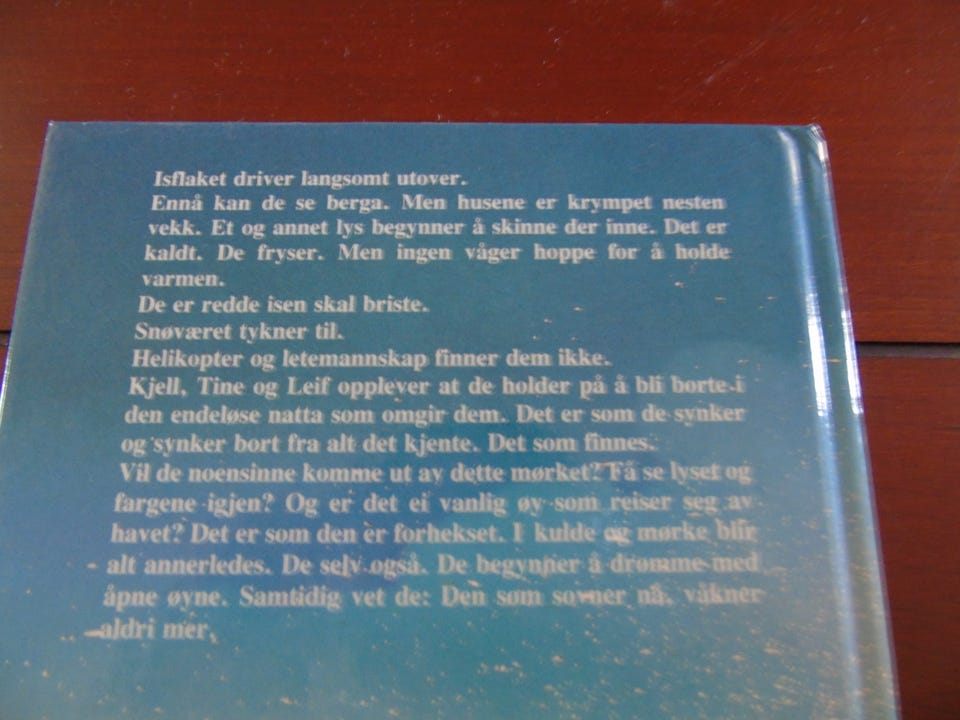 Isflaket driver langsomt utover.
Ennå kan de se berga. Men husene er krympet nesten
vekk. Et og annet lys begynner å skinne der inne. Det er
kaldt. De fryser. Men ingen våger hoppe for å holde
varmen.
De er redde isen skal briste.
Snøværet tykner til.
Helikopter og letemannskap finner dem ikke.
Kjell, Tine og Leif opplever at de holder på å bli borte i
den endeløse natta som omgir dem. Det er som de synker
og synker bort fra alt det kjente. Det som finnes.
Vil de noensinne komme ut av dette mørket? Få se lyset og
fargene igjen? Og er det ei vanlig øy som reiser seg av
havet? Det er som den er forhekset. I kulde og mørke blir
alt annerledes. De selv også. De begynner å drømme med
åpne øyne. Samtidig vet de: Den som sovner nå, våkner
aldri mer.